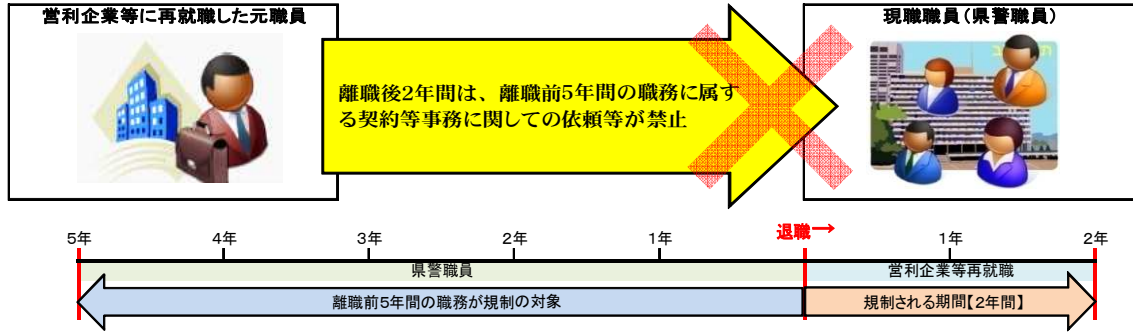 営利企業等に再就職した元職員
現職職員(県警職員)
離職後2年間は、離職前5年間の職務に属す
る契約等事務に関しての依頼等が禁止
5年 4年 3年 2年 1年 退職→ 1年 2年
県警職員 営利企業等再就職
離職前5年間の職務が規制の対象 規制される期間【2年間】